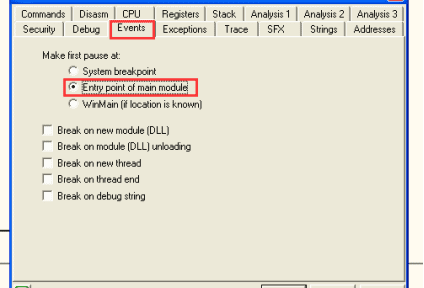 Commands Disasm CPU Registers Stack Analysis 1 Analysis 2 Analysis 3
Security Debug Events Exceptions Trace SFX Strings Addresses
Make first pause at:
System breakpoint
Entry point of main module
WinMain (if location is known)
Break on new module (DLL)
Break on module (DLL) unloading
Break on new thread
Break on thread end
Break on debug string